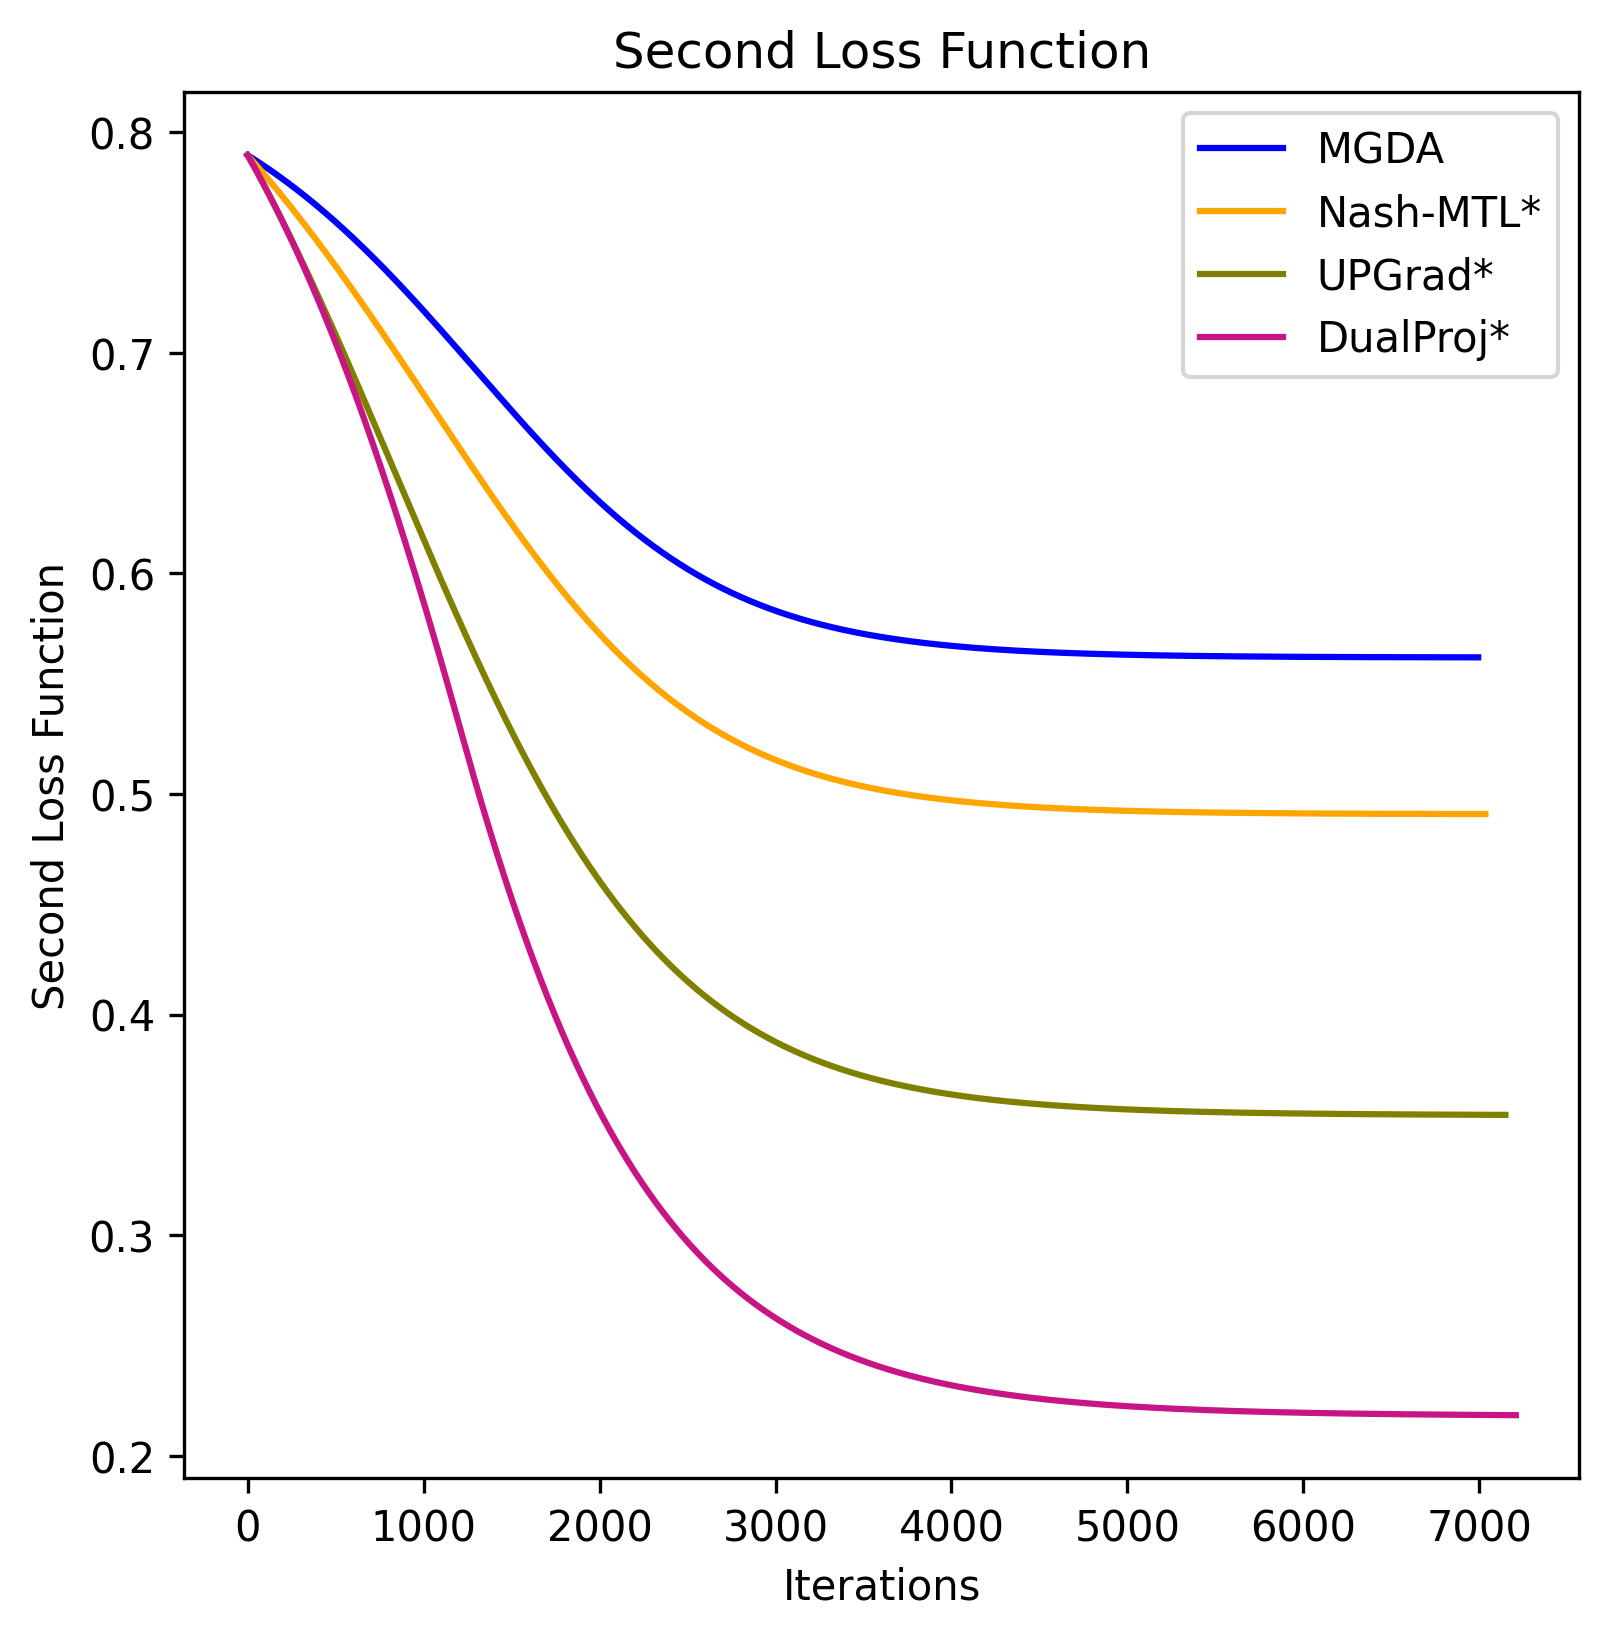 Second Loss Function
0.8
0.7
0.6
0.5
0.4
0.3
0.2
Second Loss Function
MGDA
Nash-MTL*
UPGrad*
DualProj*
0 1000 2000 3000 4000 5000 6000 7000
Iterations